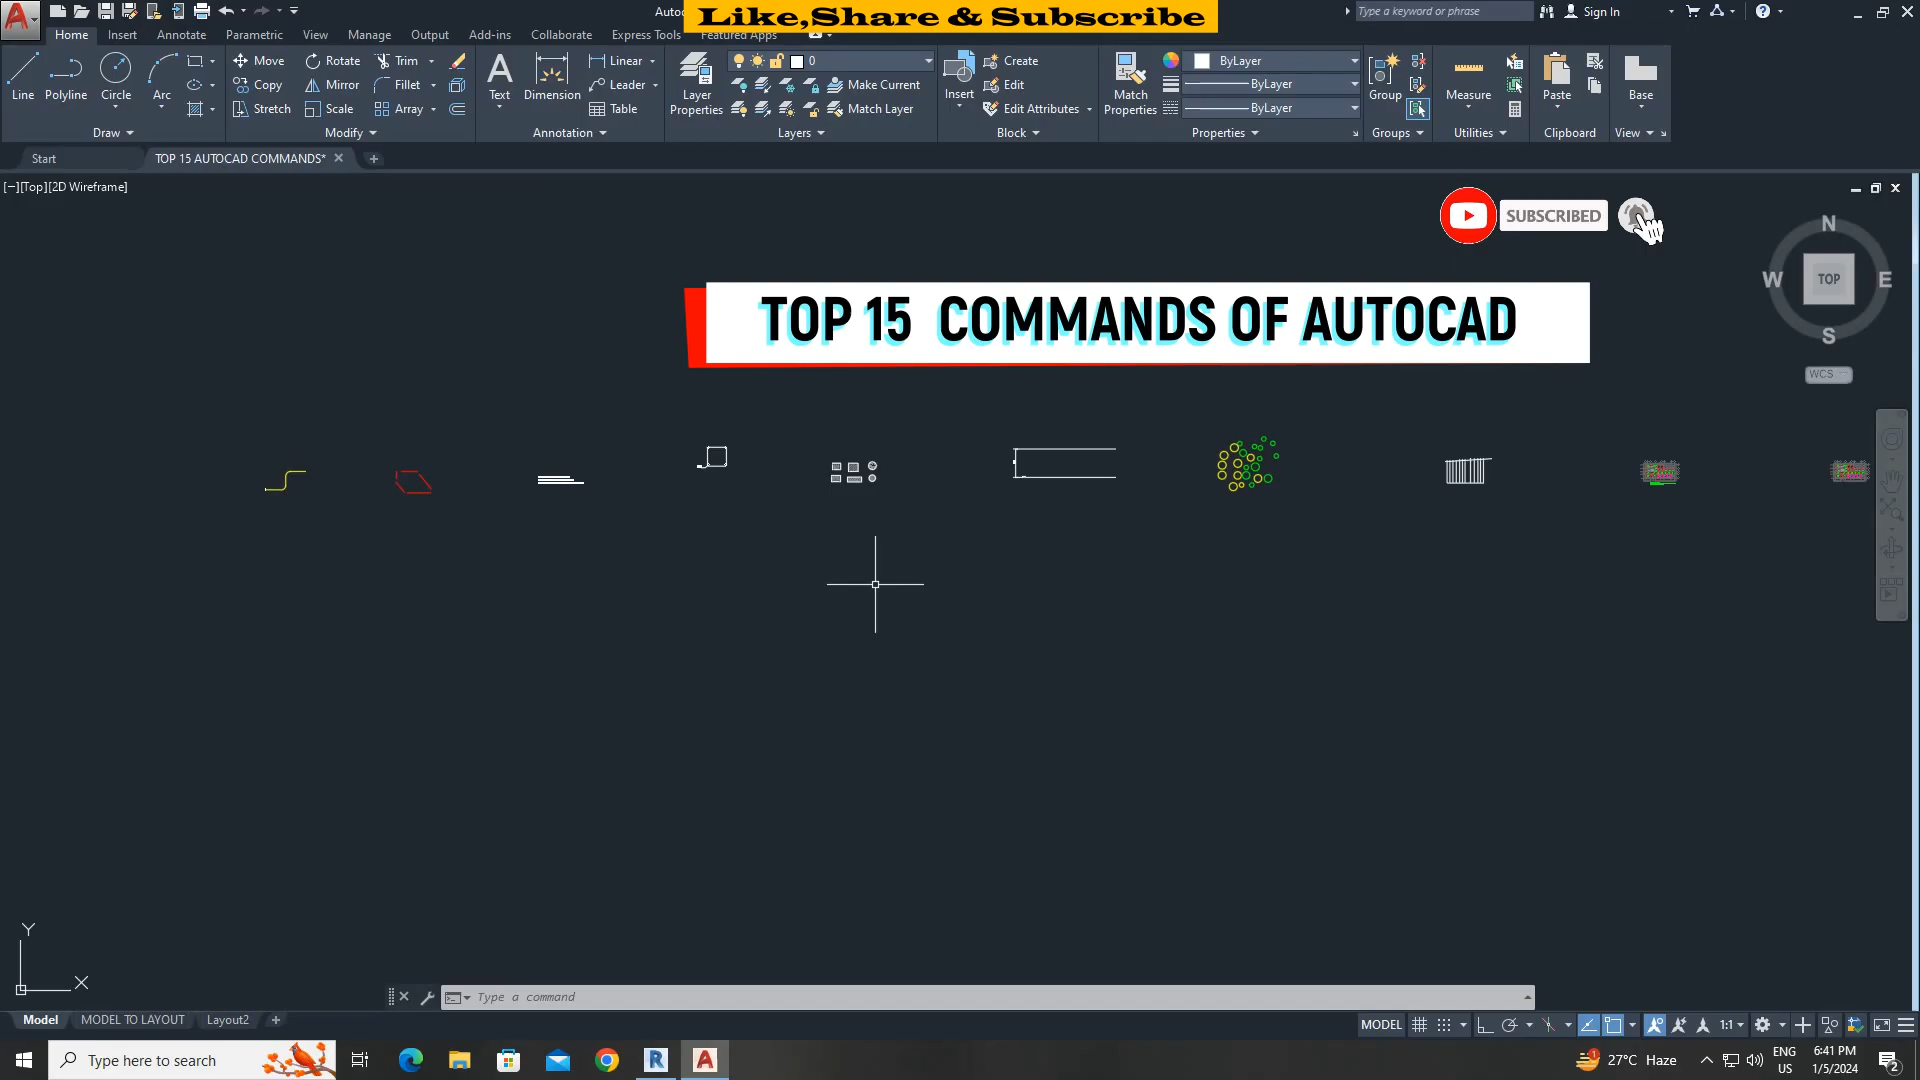 Autoc
Like,Share & Subscribe
Type a keyword or phrase
Sign In
Home Insert Annotate Parametric View Manage Output Add-ins Collaborate Express Tools Featured Apps
Line Polyline Circle Arc
Move Rotate Trim
Copy Mirror Fillet
Stretch Scale Array
Text Dimension
Linear
Leader
Table
Layer Properties
0
Make Current
Match Layer
Insert
Create
Edit
Edit Attributes
Match Properties
ByLayer
ByLayer
ByLayer
Group
Measure
Paste
Base
Draw Modify Annotation Layers Block Properties Groups Utilities Clipboard View
Start TOP 15 AUTOCAD COMMANDS*
[−][Top][2D Wireframe]
SUBSCRIBED
N
W TOP E
S
WCS
TOP 15 COMMANDS OF AUTOCAD
Y
X
Type a command
Model MODEL TO LAYOUT Layout2
MODEL
1:1
Type here to search
R
A
1
27°C Haze
ENG
US
6:41 PM
1/5/2024
2